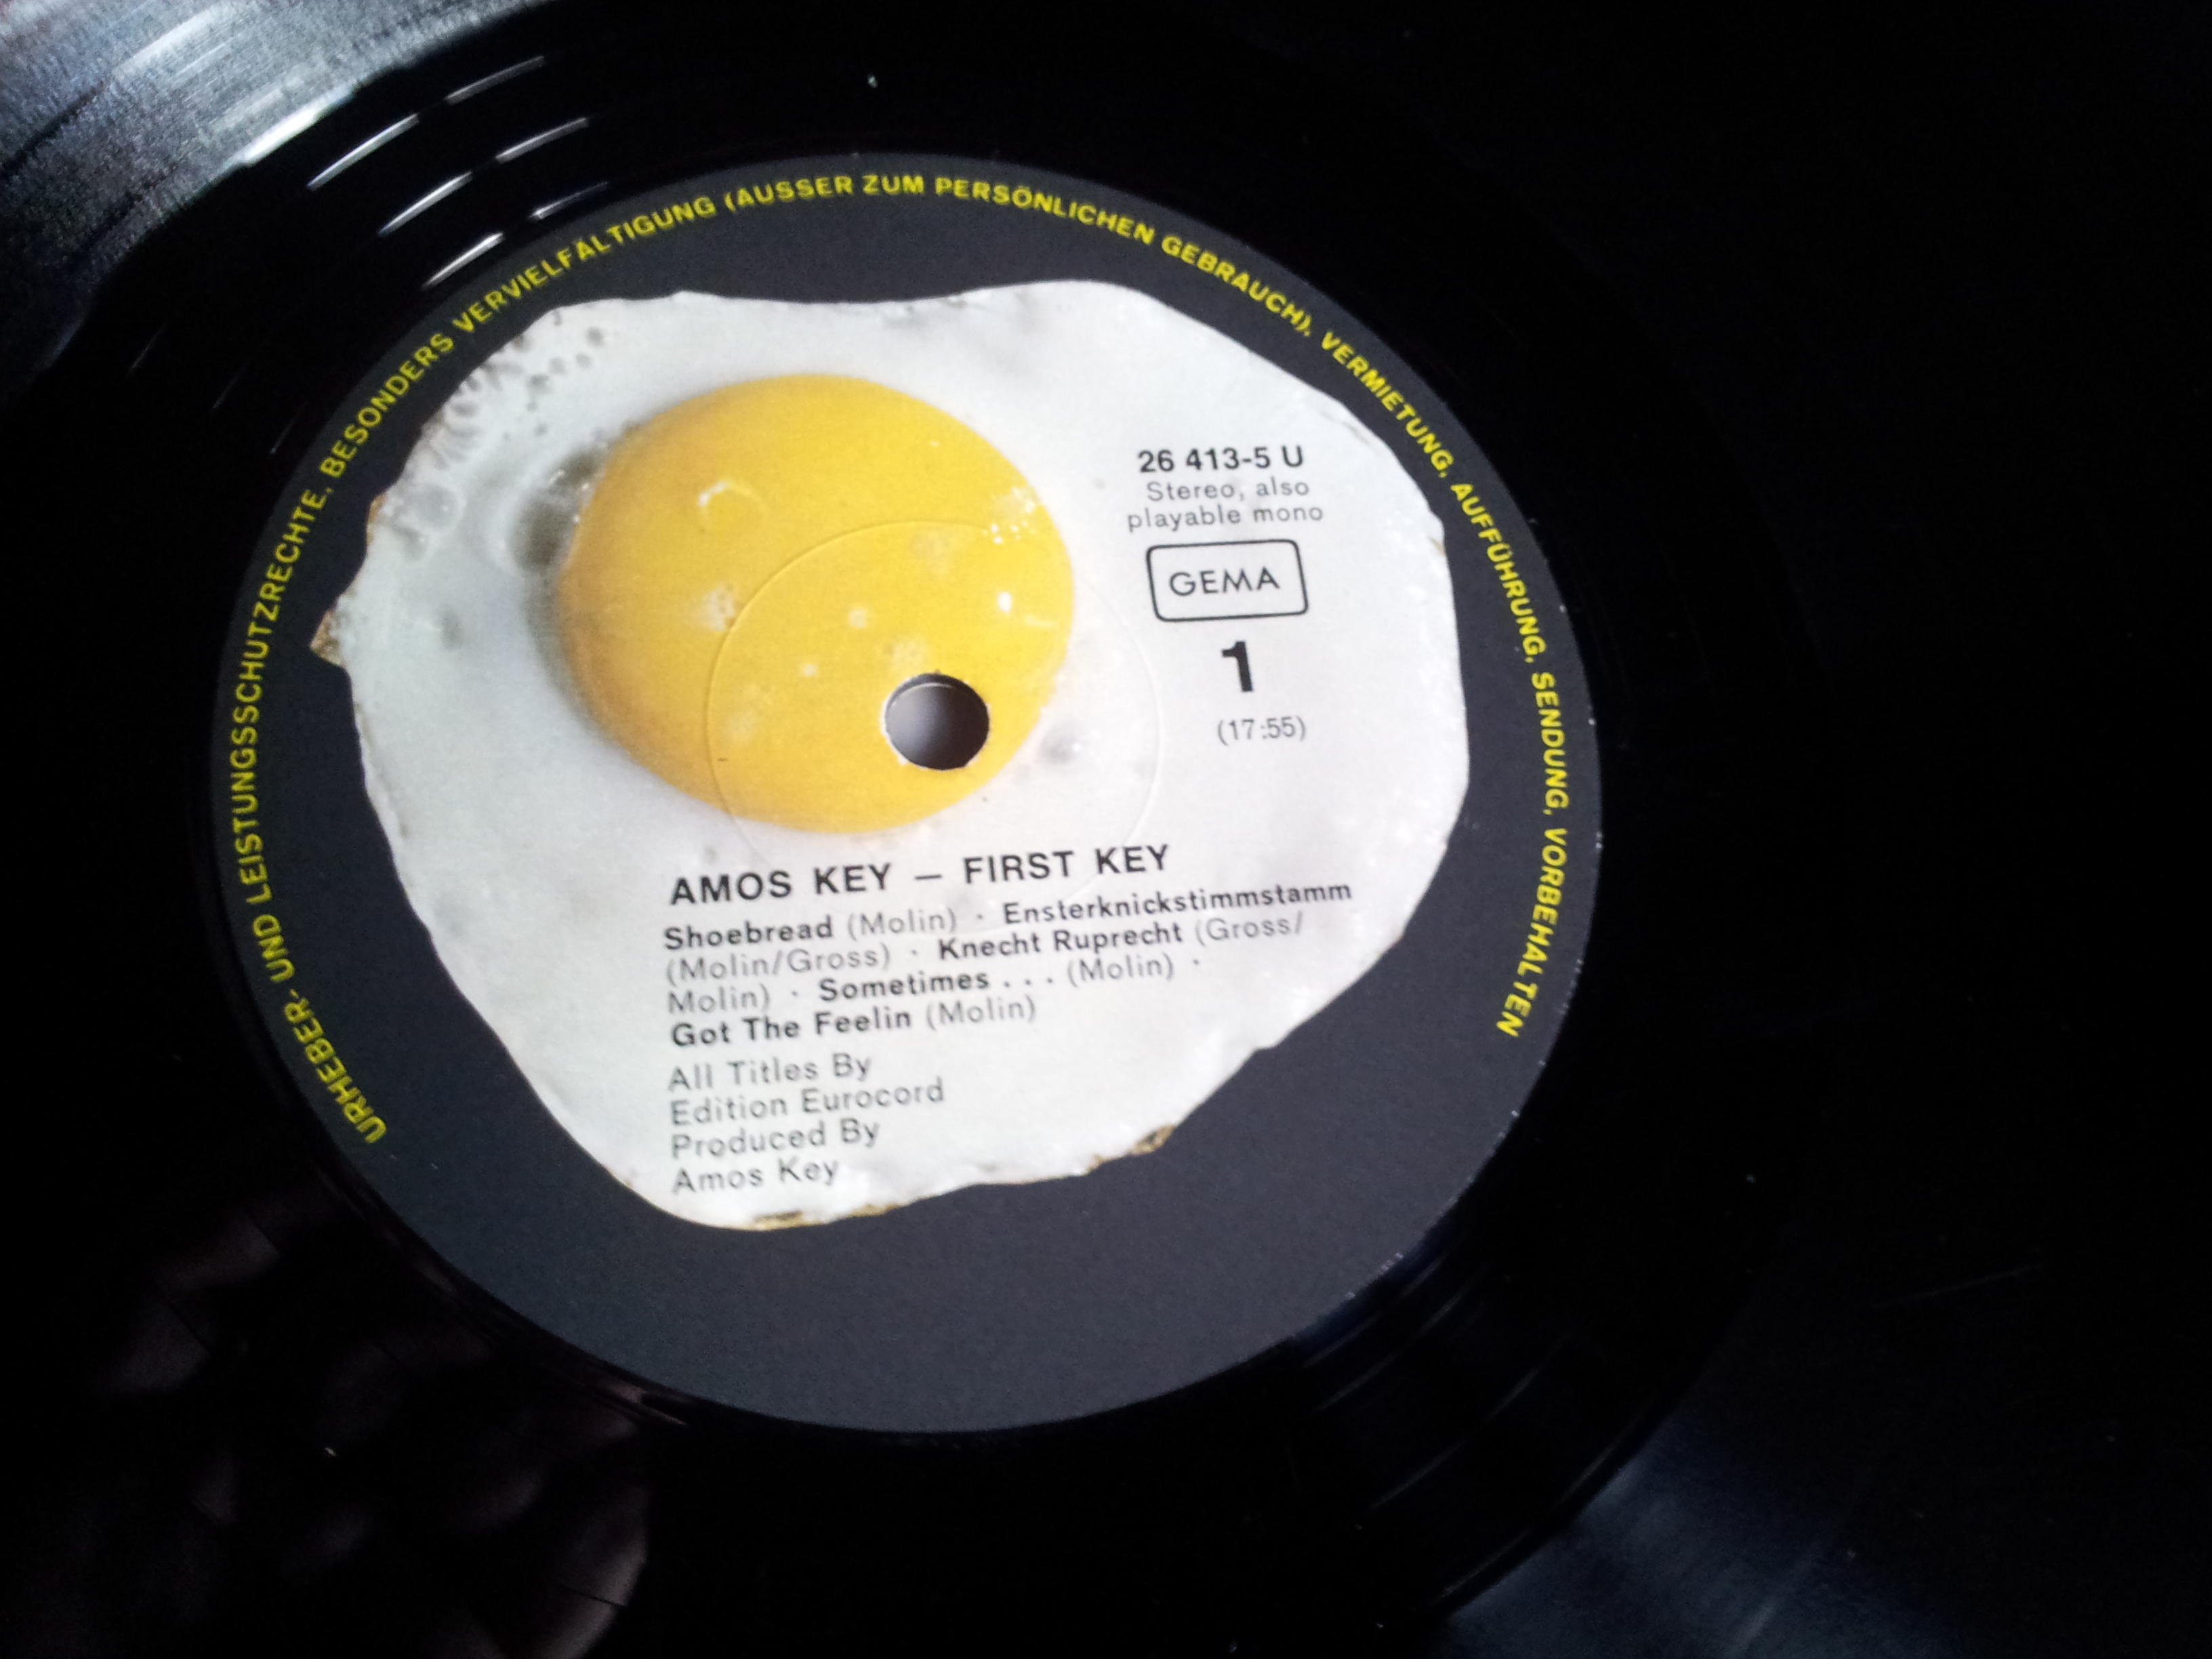 URHEBER- UND LEISTUNGSSCHUTZRECHTE, BESONDERS VERVIELFÄLTIGUNG (AUSSER ZUM PERSÖNLICHEN GEBRAUCH), VERMIETUNG, AUFFÜHRUNG, SENDUNG, VORBEHALTEN
26 413-5 U
Stereo, also
playable mono
GEMA
1
(17:55)
AMOS KEY – FIRST KEY
Shoebread (Molin) · Ensterknickstimmstamm
(Molin/Gross) · Knecht Ruprecht (Gross/
Molin) · Sometimes . . . (Molin) ·
Got The Feelin (Molin)
All Titles By
Edition Eurocord
Produced By
Amos Key